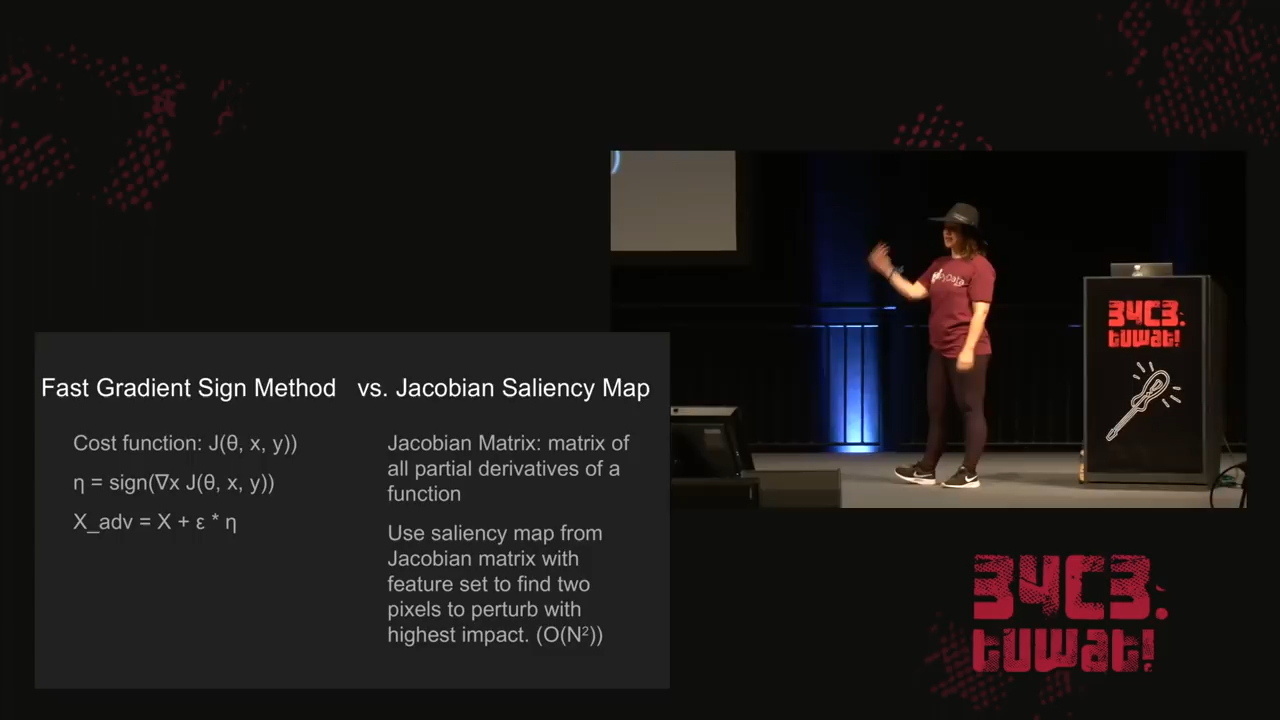 Fast Gradient Sign Method vs. Jacobian Saliency Map
Cost function: J(θ, x, y))
η = sign(∇x J(θ, x, y))
X_adv = X + ε * η
Jacobian Matrix: matrix of
all partial derivatives of a
function
Use saliency map from
Jacobian matrix with
feature set to find two
pixels to perturb with
highest impact. (O(N²))
34C3.
tuwat!
34C3.
tuwat!